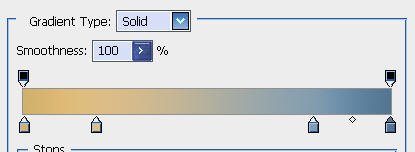 Gradient Type: Solid
Smoothness: 100 > %
Stops